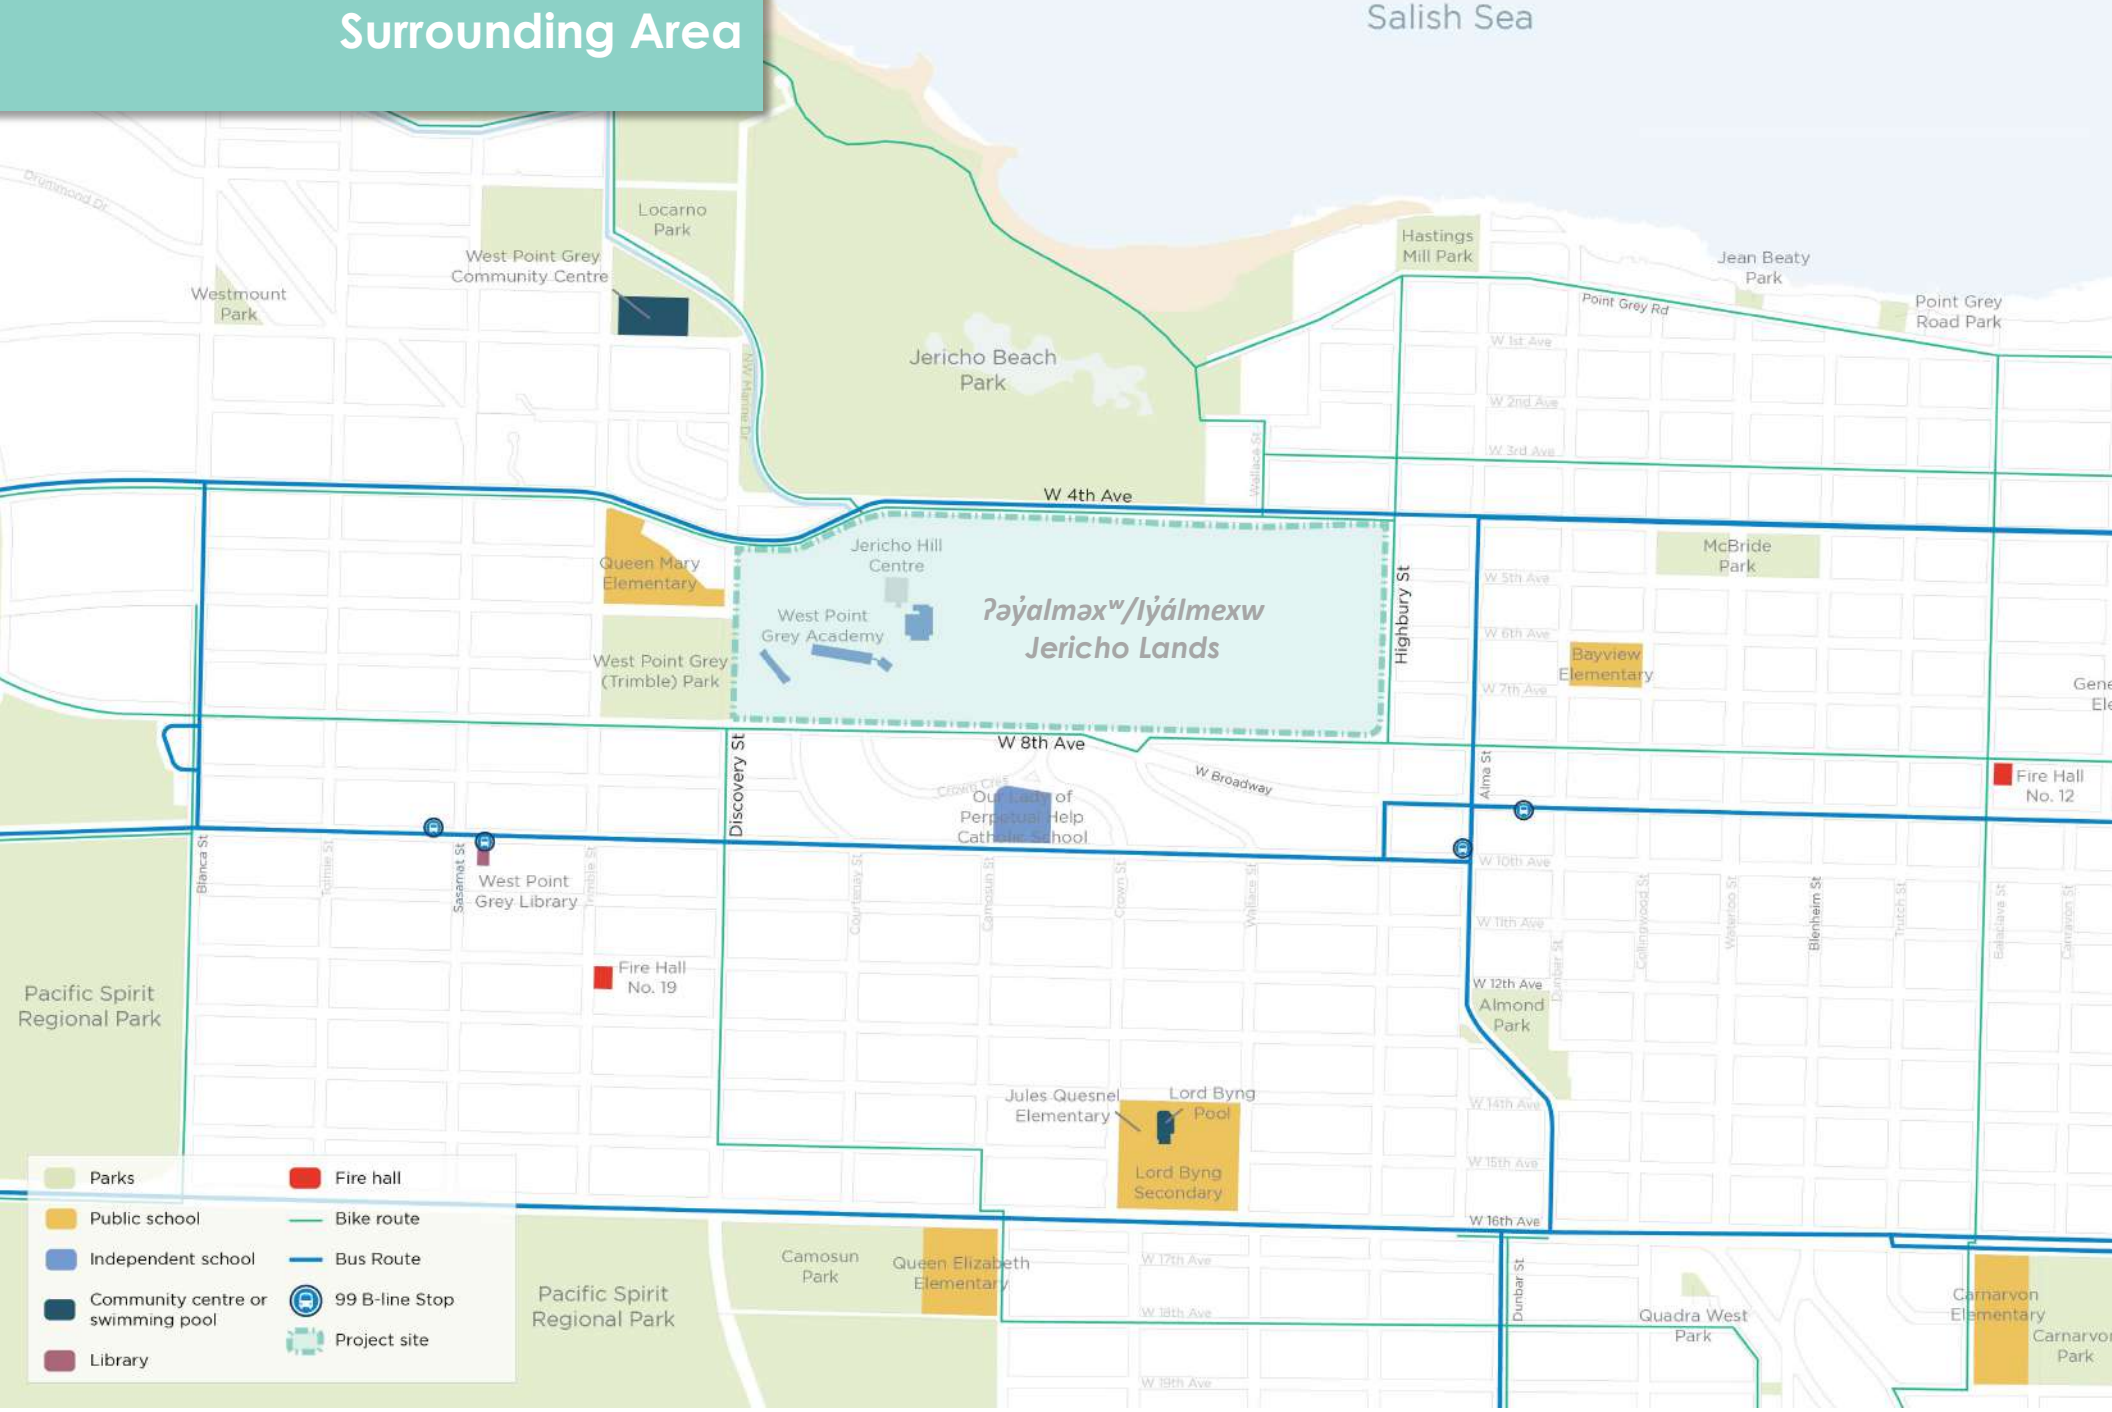 Surrounding Area
Salish Sea
Drummond Dr
Locarno
Park
West Point Grey
Community Centre
Westmount
Park
NW Marine Dr
Jericho Beach
Park
Hastings
Mill Park
Jean Beaty
Park
Point Grey Rd
Point Grey
Road Park
W 1st Ave
W 2nd Ave
W 3rd Ave
Wallace St
W 4th Ave
Queen Mary
Elementary
Jericho Hill
Centre
West Point
Grey Academy
ʔəy̓alməxʷ/Iy̓álmexw
Jericho Lands
Highbury St
W 5th Ave
McBride
Park
W 6th Ave
Bayview
Elementary
W 7th Ave
West Point Grey
(Trimble) Park
Gene
Ele
W 8th Ave
Discovery St
W Broadway
Alma St
Crown Cres
Our Lady of
Perpetual Help
Catholic School
Fire Hall
No. 12
Blanca St
Tolmie St
Sasamat St
West Point
Grey Library
Trimble St
Courtenay St
Camosun St
Crown St
Wallace St
W 10th Ave
W 11th Ave
W 12th Ave
Dunbar St
Collingwood St
Waterloo St
Blenheim St
Trutch St
Balaclava St
Carnarvon St
Fire Hall
No. 19
Pacific Spirit
Regional Park
Almond
Park
Jules Quesnel
Elementary
Lord Byng
Pool
Lord Byng
Secondary
W 14th Ave
W 15th Ave
W 16th Ave
Parks
Public school
Independent school
Community centre or
swimming pool
Library
Fire hall
Bike route
Bus Route
99 B-line Stop
Project site
Pacific Spirit
Regional Park
Camosun
Park
Queen Elizabeth
Elementary
W 17th Ave
W 18th Ave
W 19th Ave
Dunbar St
Quadra West
Park
Carnarvon
Elementary
Carnarvon
Park